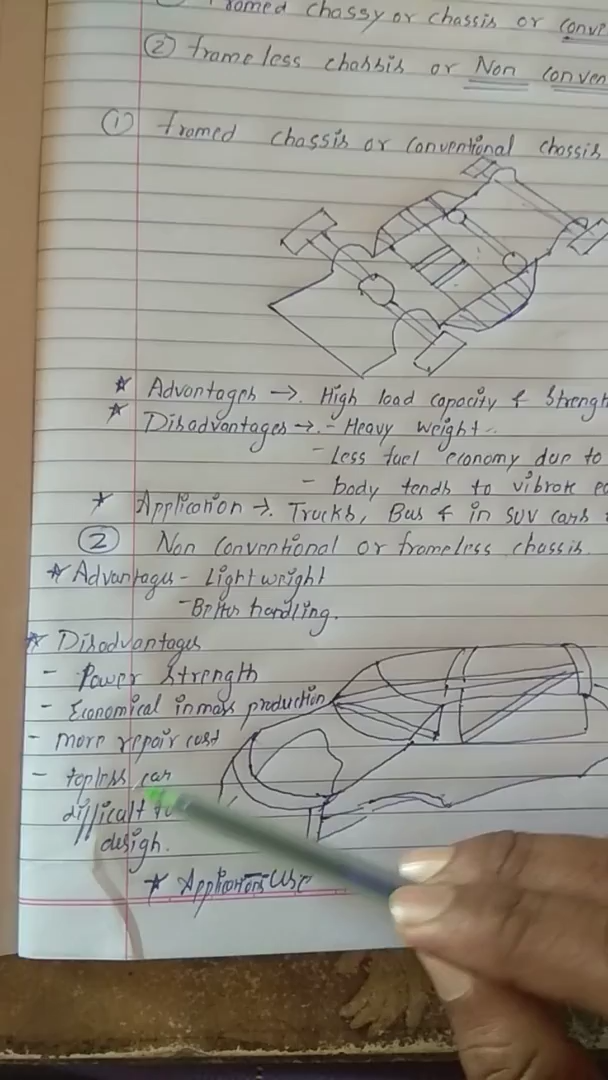 ① Framed chassy or chassis or conve
② frameless chassis or Non conven
① framed chassis or conventional chassis
* Advantages → High load capacity & Strength
* Disadvantages → - Heavy weight -
- Less fuel economy due to
- body tends to vibrate
* Application → Trucks, Bus & in SUV cars
② Non conventional or frameless chassis
* Advantages - Light weight
- Better handling.
* Disadvantages
- Power Strength
- Economical in mass production
- More repair cost
- topless car
difficult to
design.
* Applications Use